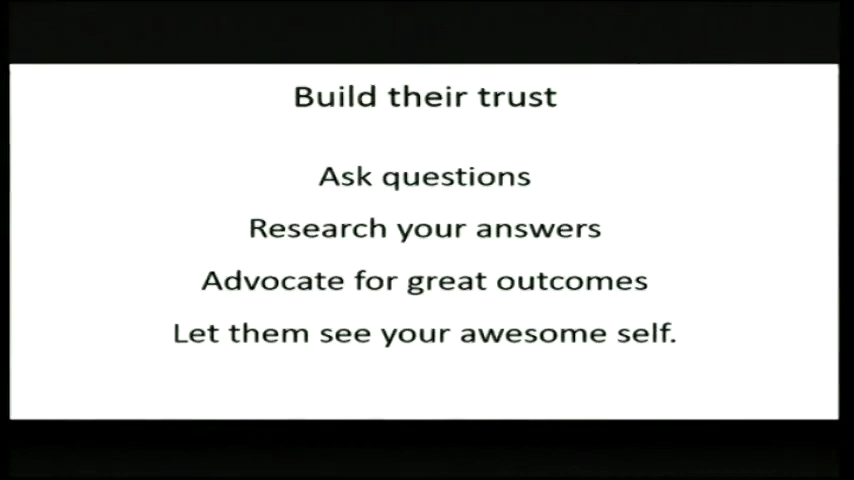 Build their trust
Ask questions
Research your answers
Advocate for great outcomes
Let them see your awesome self.